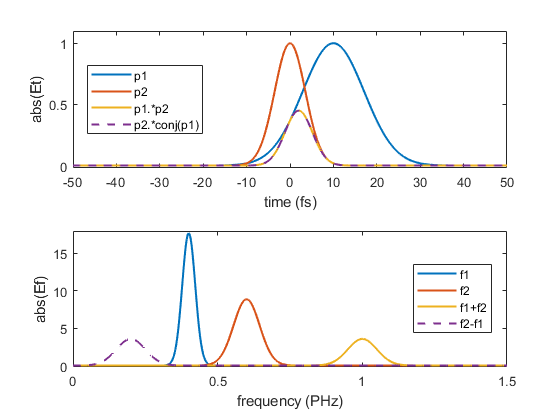 abs(Et)
1
0.5
0
p1
p2
p1.*p2
p2.*conj(p1)
-50 -40 -30 -20 -10 0 10 20 30 40 50
time (fs)
abs(Ef)
15
10
5
0
f1
f2
f1+f2
f2-f1
0 0.5 1 1.5
frequency (PHz)